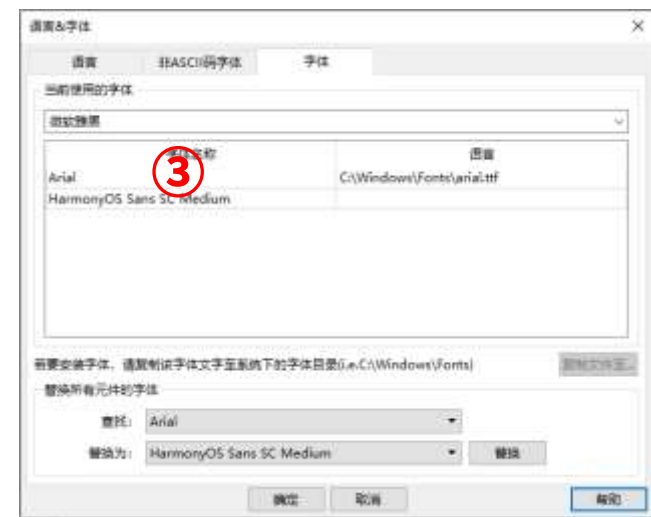 语言&字体
语言 非ASCII码字体 字体
当前使用的字体
微软雅黑
③
字体名称 语言
Arial C:\Windows\Fonts\arial.ttf
HarmonyOS Sans SC Medium
若要安装字体，请复制该字体文字至系统下的字体目录(i.e.C:\Windows\Fonts)
复制文件至...
替换所有元件的字体
查找: Arial
替换为: HarmonyOS Sans SC Medium 替换
确定 取消 帮助